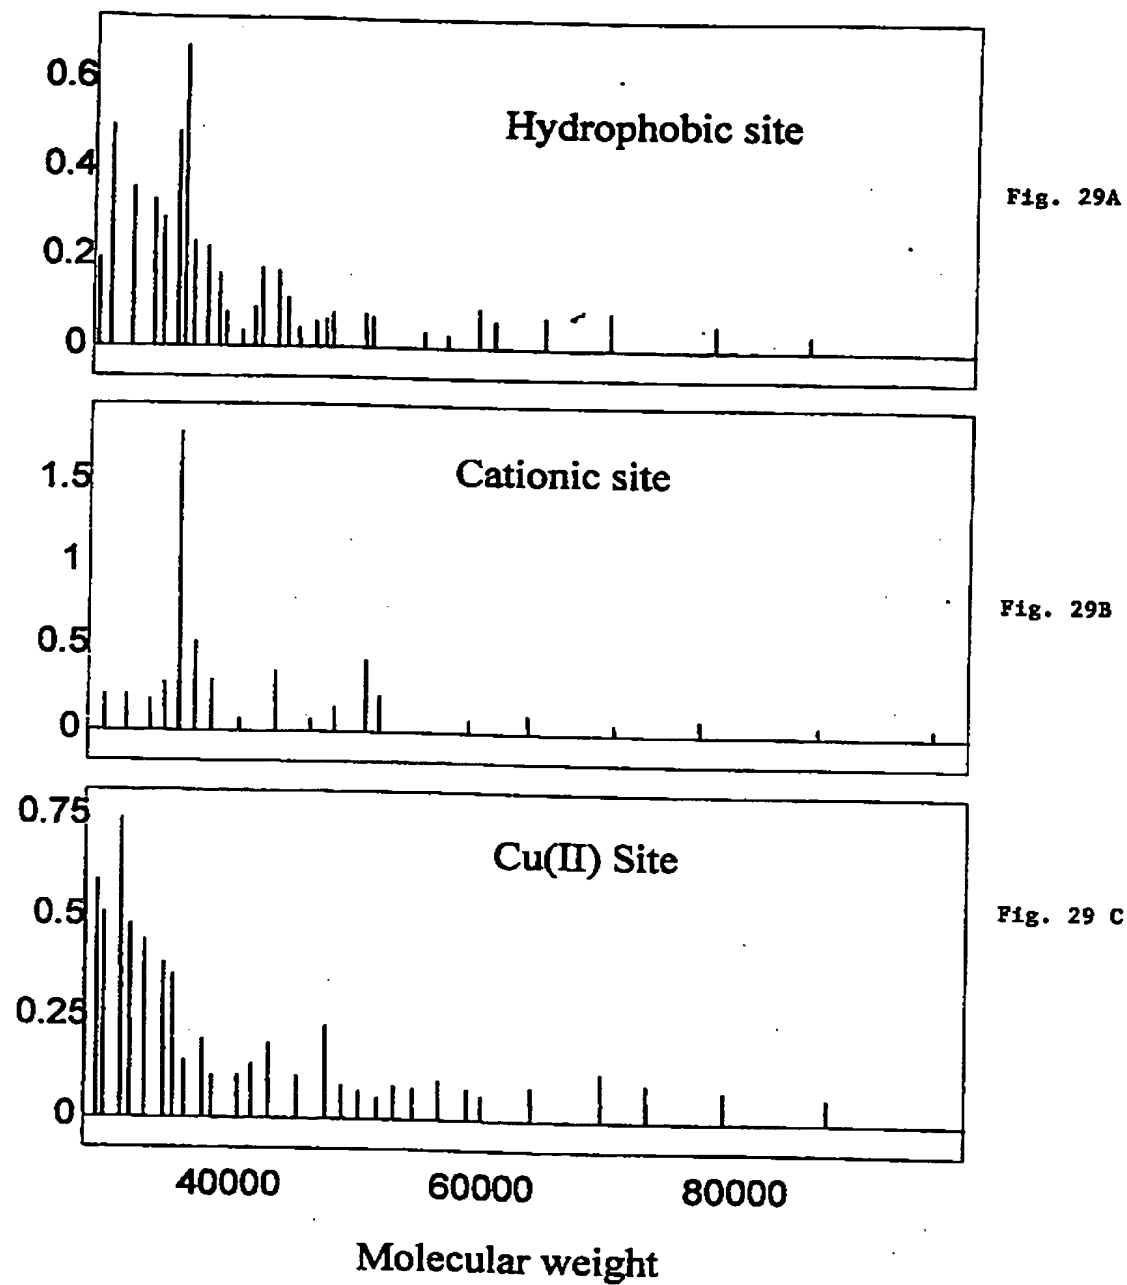 0.6
Hydrophobic site
0.4
Fig. 29A
0.2
0
1.5
Cationic site
1
Fig. 29B
0.5
0
0.75
Cu(II) Site
0.5
Fig. 29 C
0.25
0
40000 60000 80000
Molecular weight